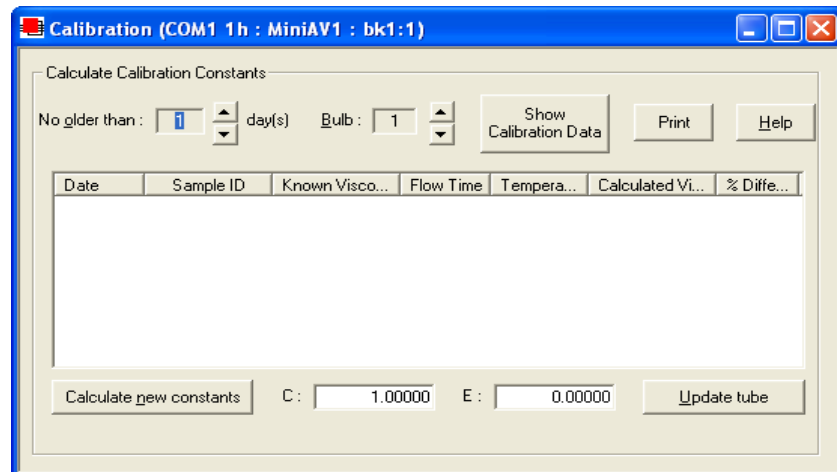 Calibration (COM1 1h : MiniAV1 : bk1:1)
Calculate Calibration Constants
No older than : 1 day(s) Bulb : 1 Show Calibration Data Print Help
Date Sample ID Known Visco... Flow Time Tempera... Calculated Vi... % Diffe...
Calculate new constants C : 1.00000 E : 0.00000 Update tube